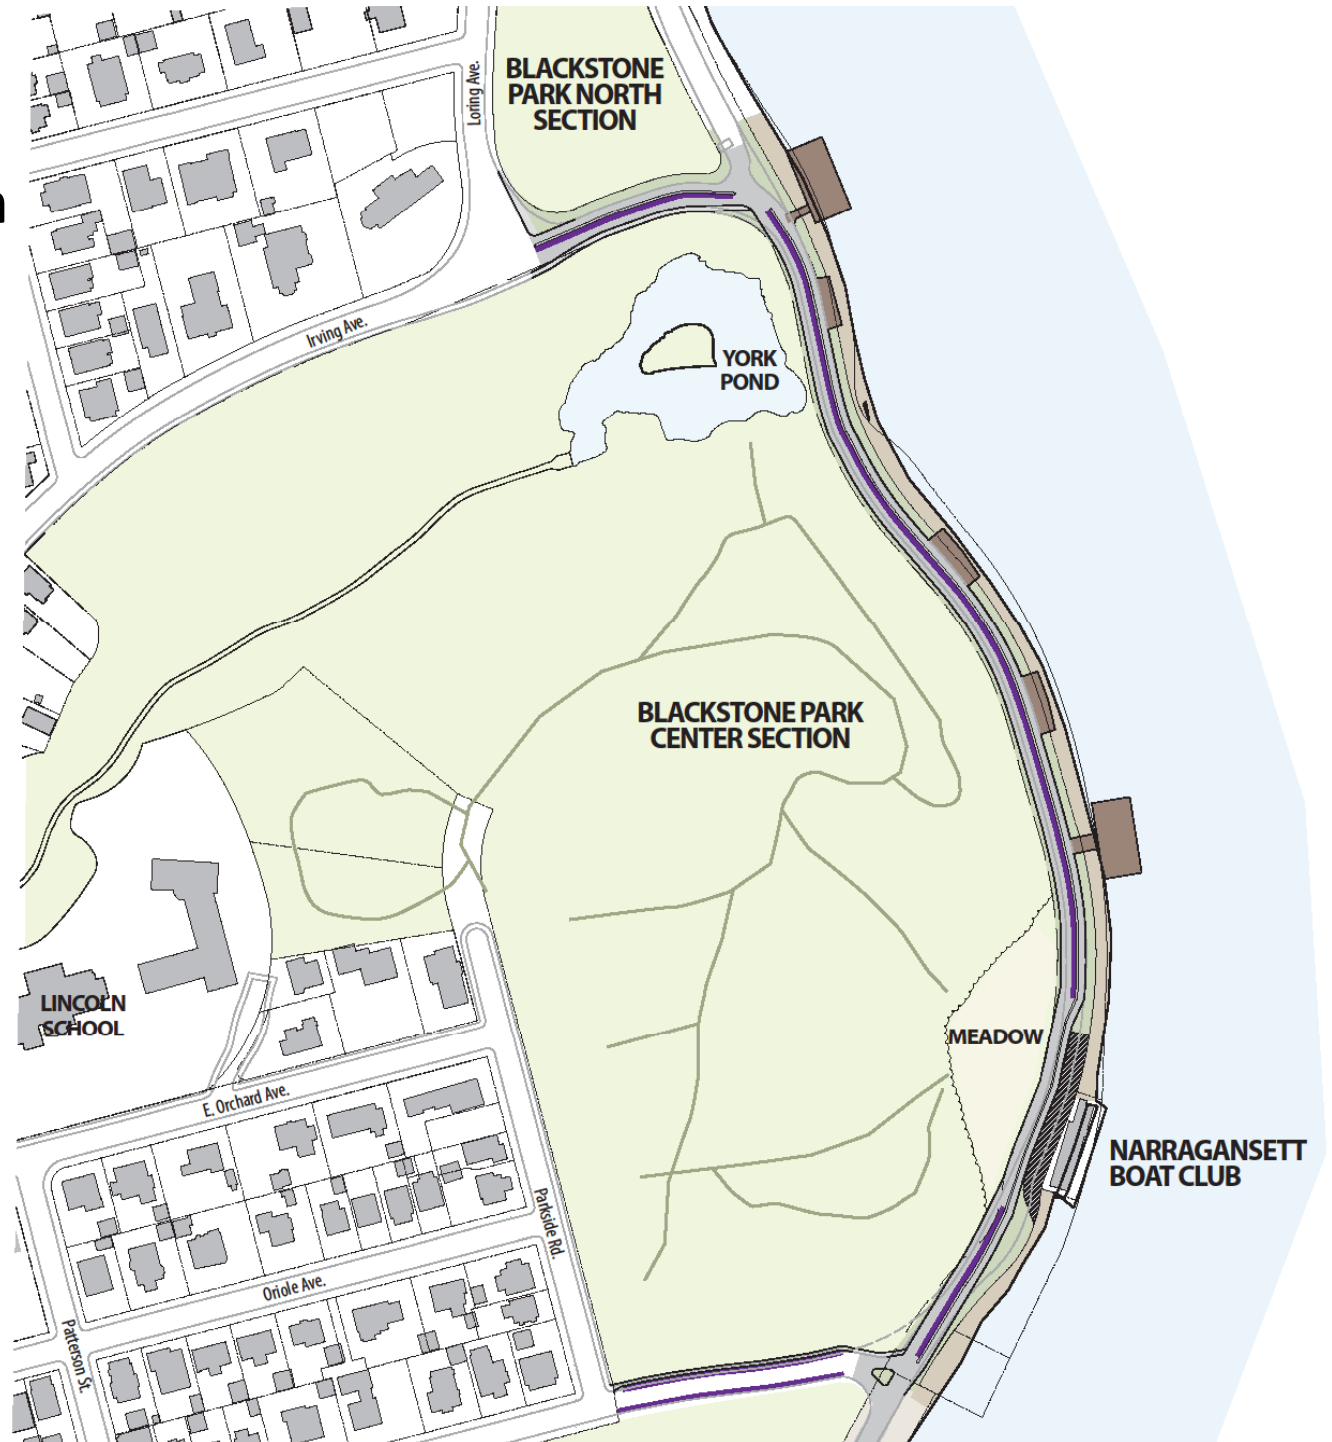 BLACKSTONE
PARK NORTH
SECTION
Loring Ave.
Irving Ave.
YORK
POND
BLACKSTONE PARK
CENTER SECTION
LINCOLN
SCHOOL
MEADOW
E. Orchard Ave.
NARRAGANSETT
BOAT CLUB
Parkside Rd.
Oriole Ave.
Patterson St.